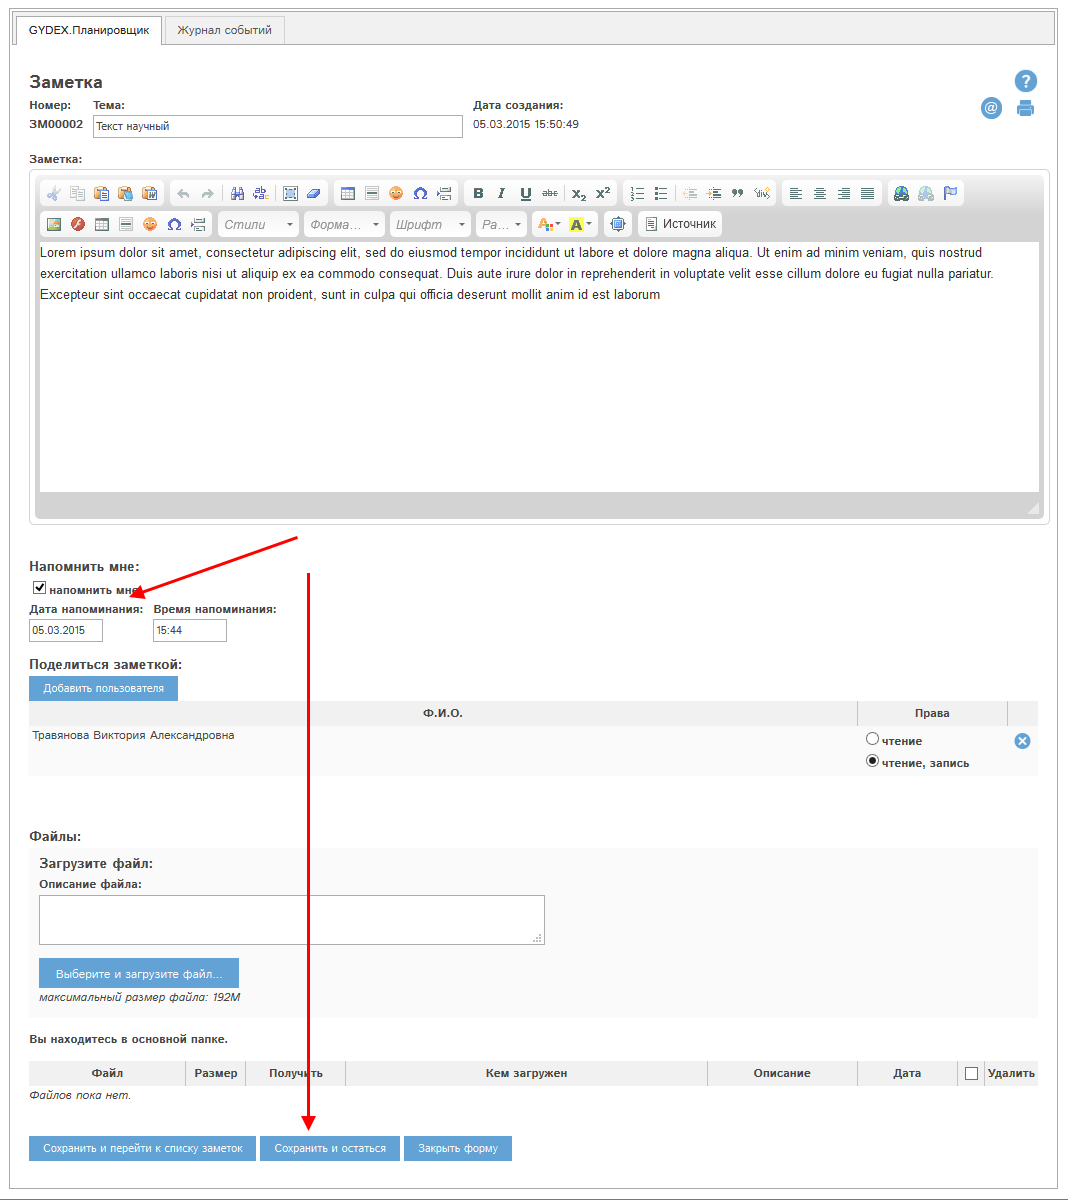 GYDEX.Планировщик
Журнал событий
Заметка
Номер: Тема: Дата создания:
ЗМ00002 Текст научный 05.03.2015 15:50:49
Заметка:
Стили Форма... Шрифт Ра... Источник
Lorem ipsum dolor sit amet, consectetur adipiscing elit, sed do eiusmod tempor incididunt ut labore et dolore magna aliqua. Ut enim ad minim veniam, quis nostrud
exercitation ullamco laboris nisi ut aliquip ex ea commodo consequat. Duis aute irure dolor in reprehenderit in voluptate velit esse cillum dolore eu fugiat nulla pariatur.
Excepteur sint occaecat cupidatat non proident, sunt in culpa qui officia deserunt mollit anim id est laborum
Напомнить мне:
напомнить мне
Дата напоминания: Время напоминания:
05.03.2015 15:44
Поделиться заметкой:
Добавить пользователя
Ф.И.О. Права
Травянова Виктория Александровна
чтение
чтение, запись
Файлы:
Загрузите файл:
Описание файла:
Выберите и загрузите файл...
максимальный размер файла: 192M
Вы находитесь в основной папке.
Файл Размер Получить Кем загружен Описание Дата Удалить
Файлов пока нет.
Сохранить и перейти к списку заметок Сохранить и остаться Закрыть форму